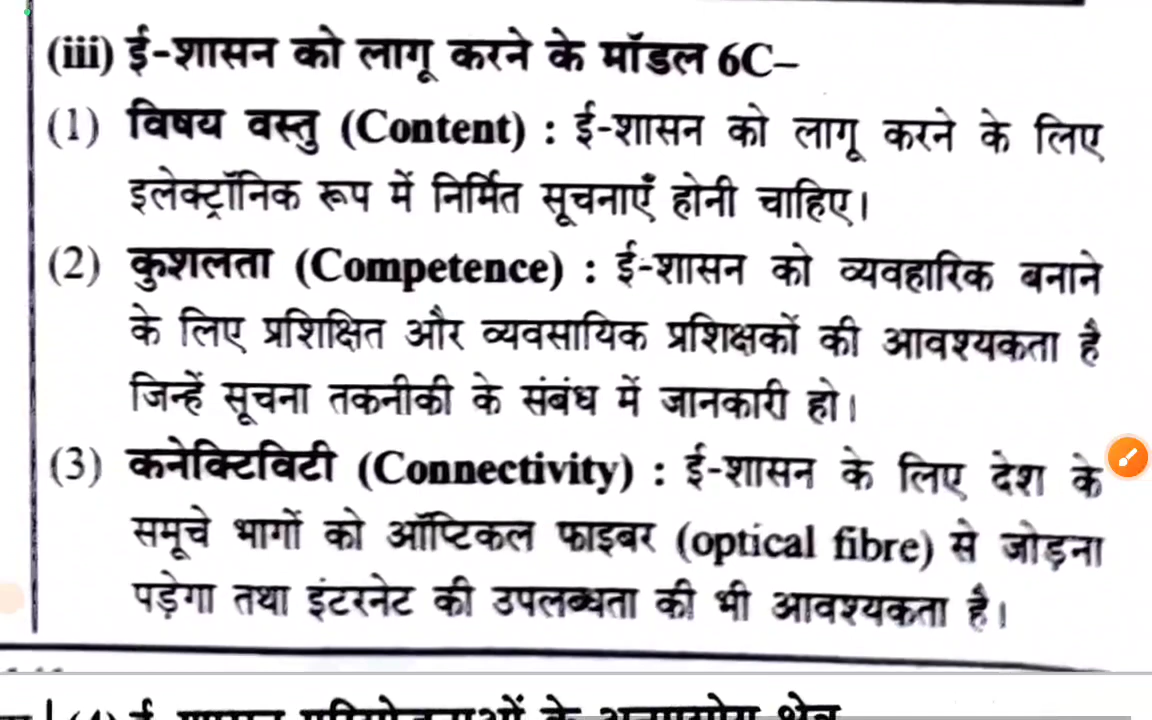 (iii) ई-शासन को लागू करने के मॉडल 6C–
(1) विषय वस्तु (Content) : ई-शासन को लागू करने के लिए
इलेक्ट्रॉनिक रूप में निर्मित सूचनाएँ होनी चाहिए।
(2) कुशलता (Competence) : ई-शासन को व्यवहारिक बनाने
के लिए प्रशिक्षित और व्यवसायिक प्रशिक्षकों की आवश्यकता है
जिन्हें सूचना तकनीकी के संबंध में जानकारी हो।
(3) कनेक्टिविटी (Connectivity) : ई-शासन के लिए देश के
समूचे भागों को ऑप्टिकल फाइबर (optical fibre) से जोड़ना
पड़ेगा तथा इंटरनेट की उपलब्धता की भी आवश्यकता है।